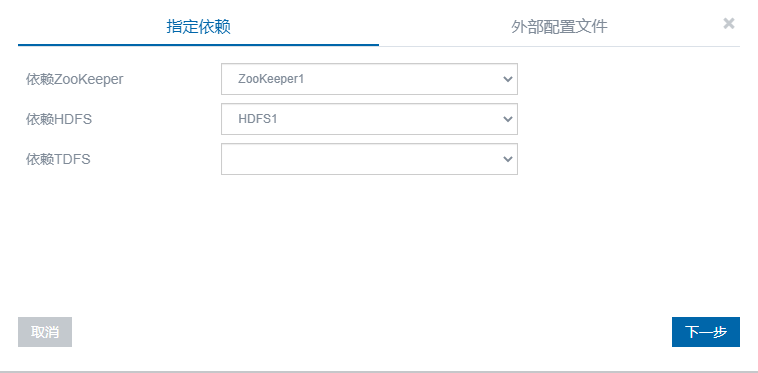 指定依赖
外部配置文件
×
依赖ZooKeeper
ZooKeeper1
依赖HDFS
HDFS1
依赖TDFS
取消
下一步